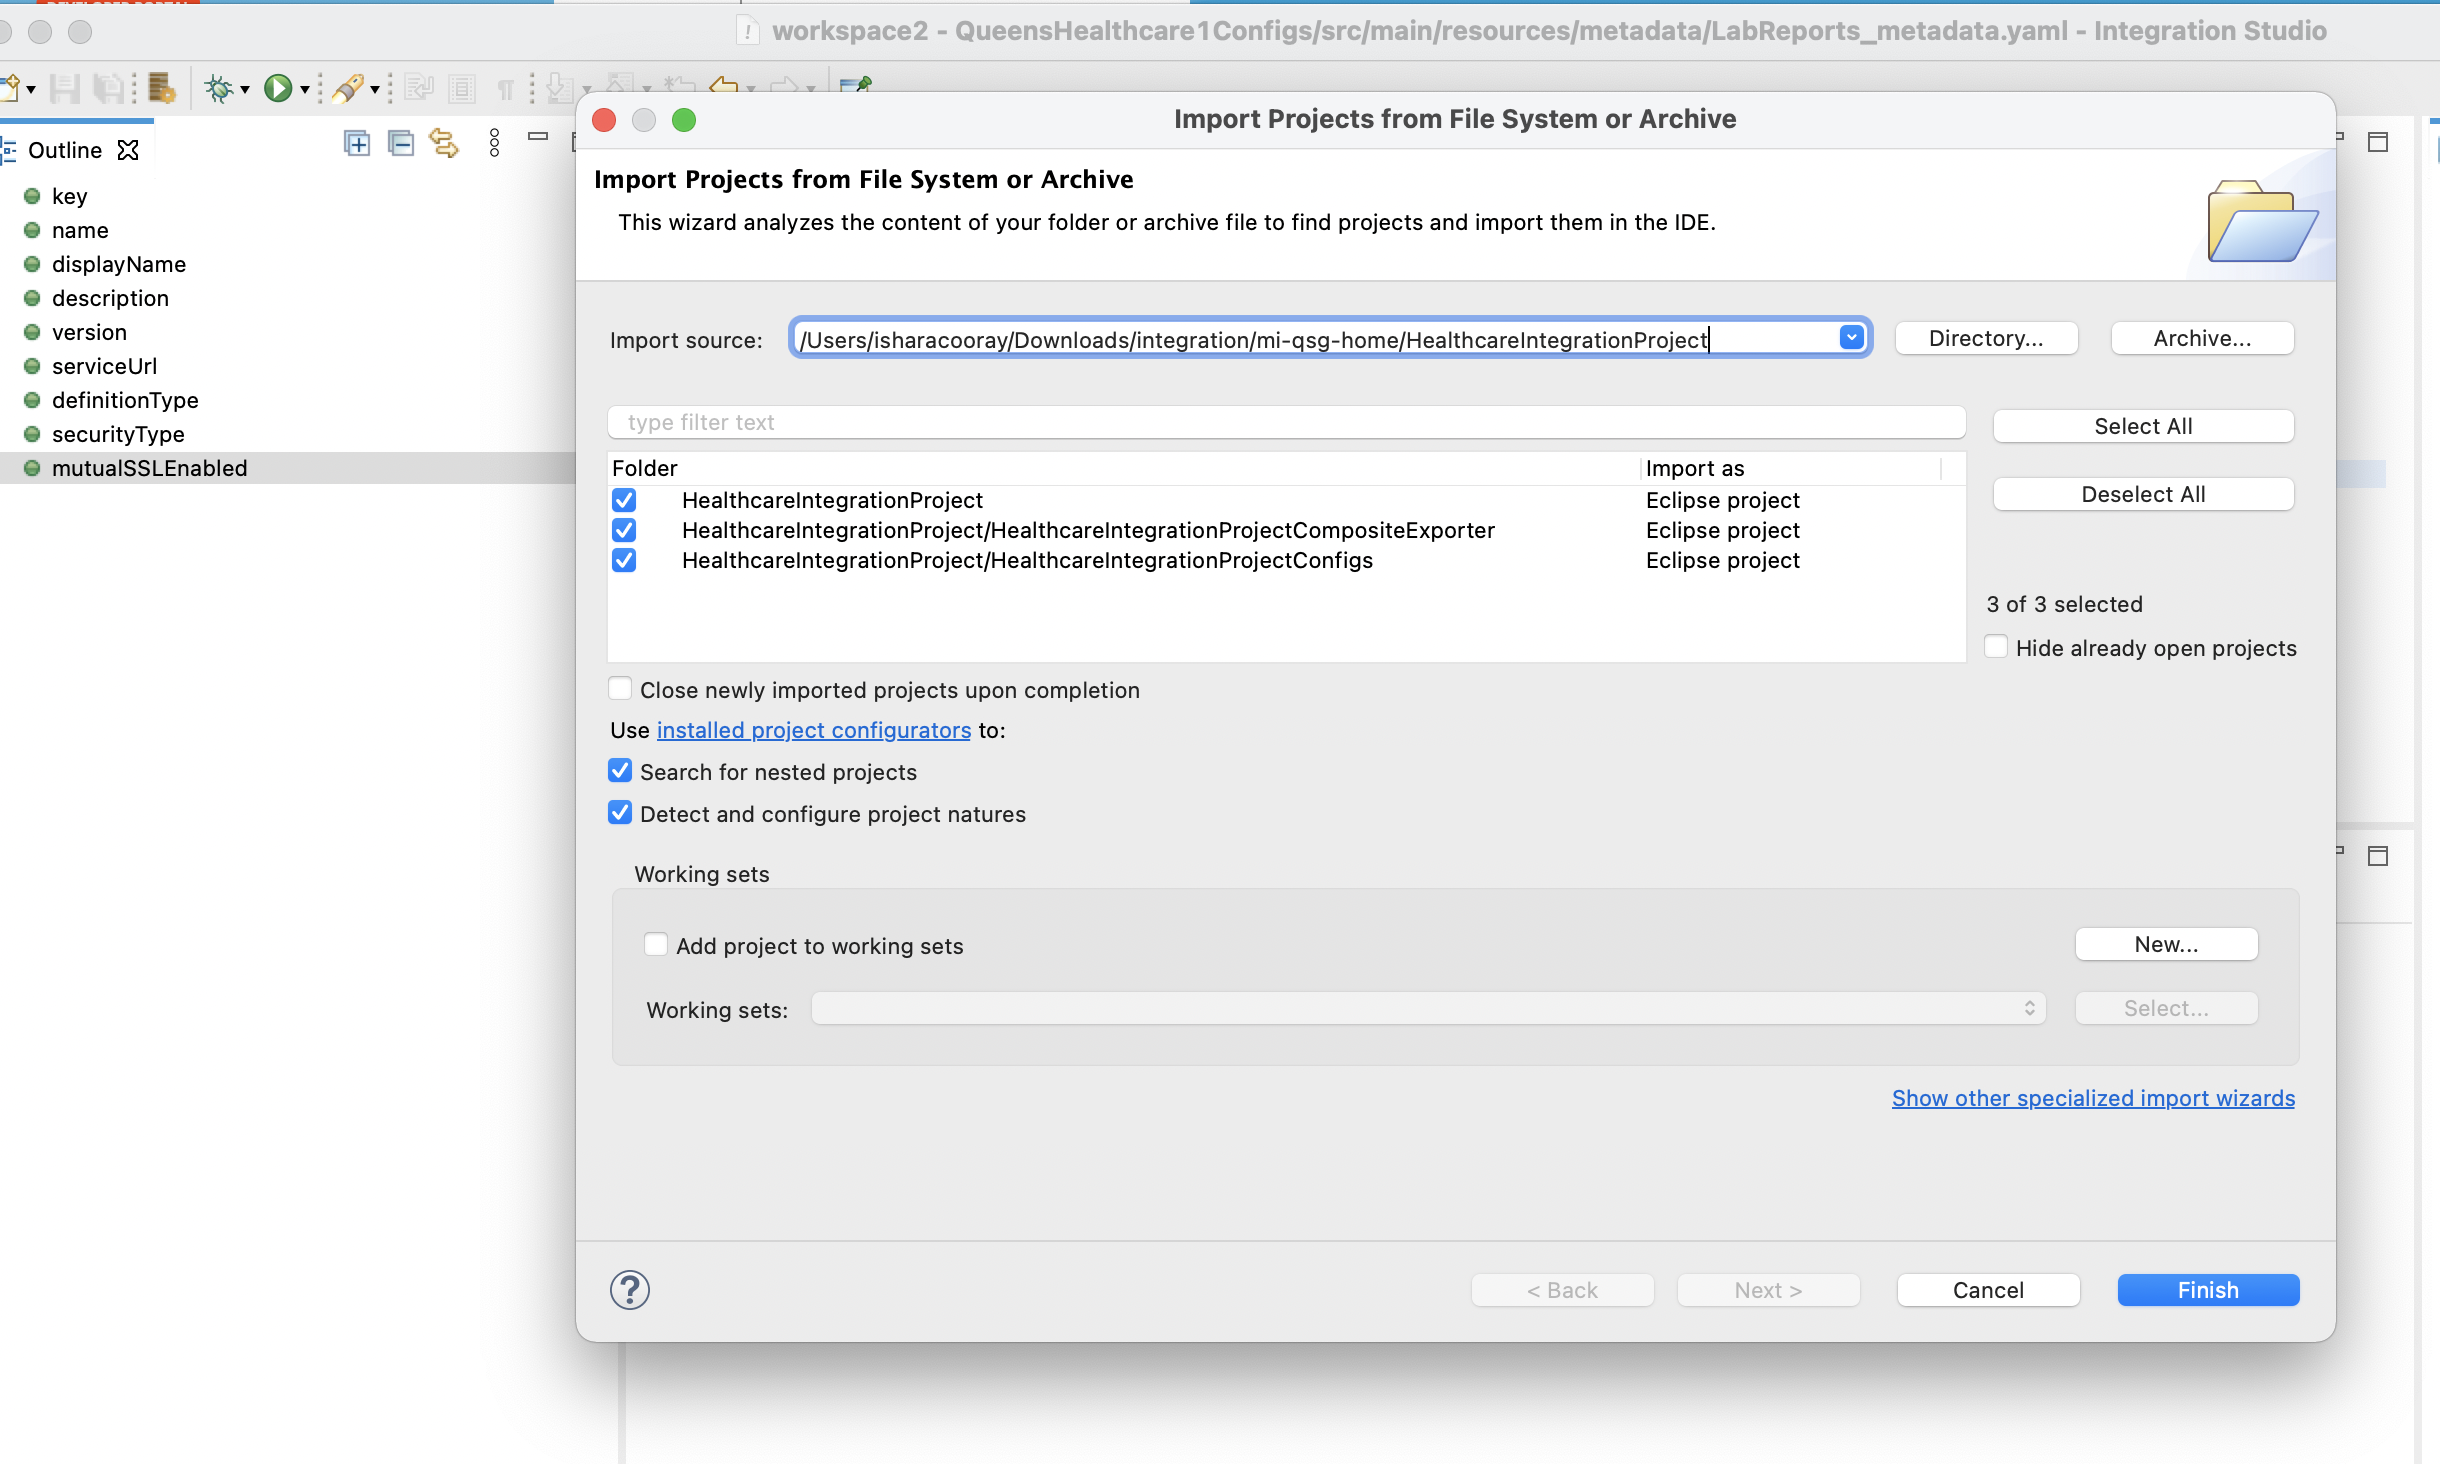 DEVELOPER PORTAL
workspace2 - QueensHealthcare1Configs/src/main/resources/metadata/LabReports_metadata.yaml - Integration Studio
Outline
key
name
displayName
description
version
serviceUrl
definitionType
securityType
mutualSSLEnabled
Import Projects from File System or Archive
Import Projects from File System or Archive
This wizard analyzes the content of your folder or archive file to find projects and import them in the IDE.
Import source: /Users/isharacooray/Downloads/integration/mi-qsg-home/HealthcareIntegrationProject Directory... Archive...
type filter text
Select All
Folder Import as
Deselect All
HealthcareIntegrationProject Eclipse project
HealthcareIntegrationProject/HealthcareIntegrationProjectCompositeExporter Eclipse project
HealthcareIntegrationProject/HealthcareIntegrationProjectConfigs Eclipse project
3 of 3 selected
Hide already open projects
Close newly imported projects upon completion
Use installed project configurators to:
Search for nested projects
Detect and configure project natures
Working sets
Add project to working sets New...
Working sets: Select...
Show other specialized import wizards
? < Back Next > Cancel Finish